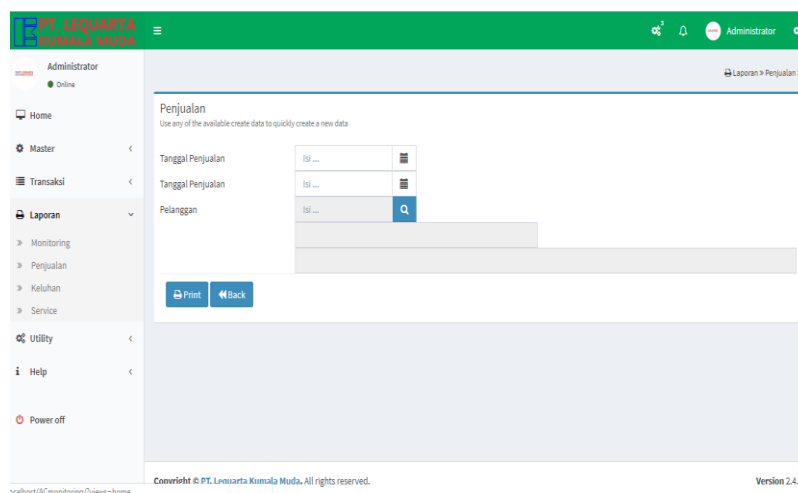 PT. LEQUARTA
KUMALA MUDA
3
Administrator
Administrator
Online
Laporan > Penjualan
Home
Master
Transaksi
Laporan
Monitoring
Penjualan
Keluhan
Service
Utility
Help
Power off
Penjualan
Use any of the available create data to quickly create a new data
Tanggal Penjualan
Isi ...
Tanggal Penjualan
Isi ...
Pelanggan
Isi ...
Print
Back
Copyright © PT. Lequarta Kumala Muda. All rights reserved.
Version 2.4.